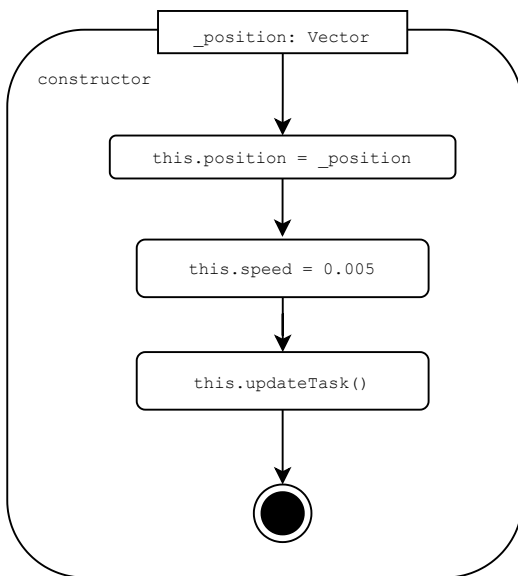 _position: Vector
constructor
this.position = _position
this.speed = 0.005
this.updateTask()